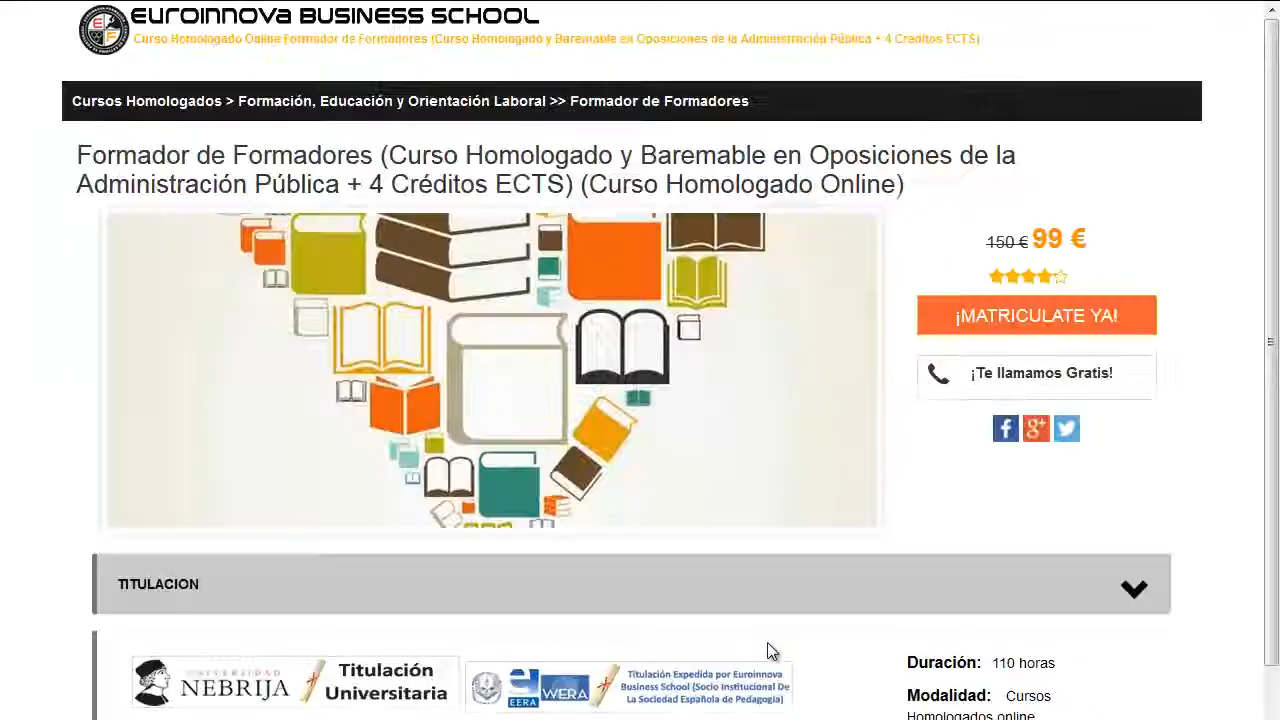 EUROINNOVA BUSINESS SCHOOL
Curso Homologado Online Formador de Formadores (Curso Homologado y Baremable en Oposiciones de la Administración Pública + 4 Creditos ECTS)
Cursos Homologados > Formación, Educación y Orientación Laboral >> Formador de Formadores
Formador de Formadores (Curso Homologado y Baremable en Oposiciones de la
Administración Pública + 4 Créditos ECTS) (Curso Homologado Online)
150 € 99 €
¡MATRICULATE YA!
¡Te llamamos Gratis!
TITULACION
UNIVERSIDAD
NEBRIJA
Titulación
Universitaria
EERA
WERA
Titulación Expedida por Euroinnova
Business School (Socio Institucional De
La Sociedad Española de Pedagogía)
Duración: 110 horas
Modalidad: Cursos
Homologados online